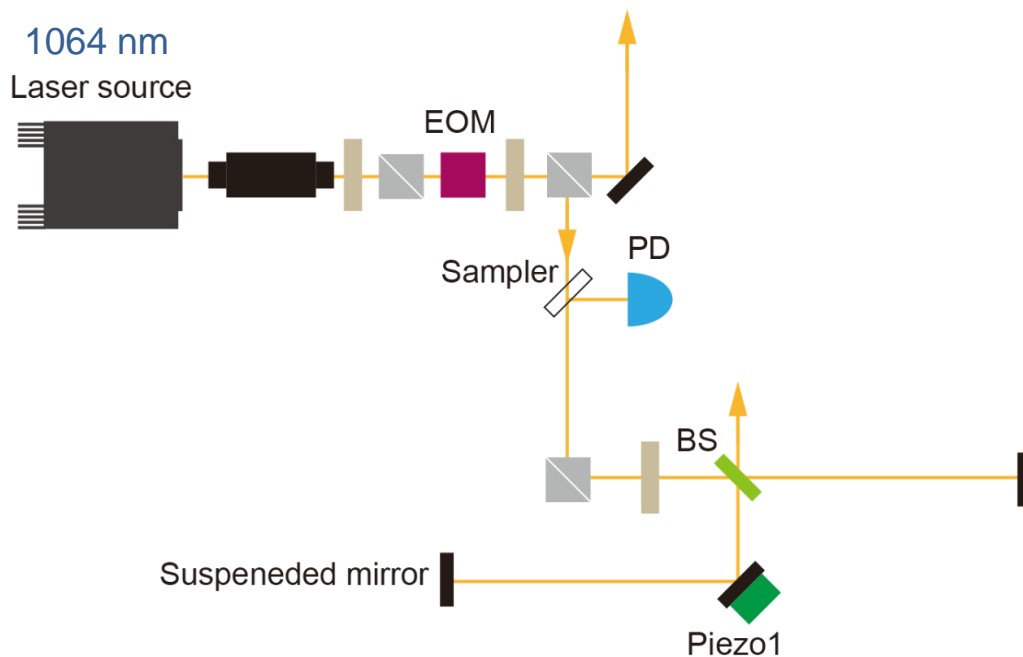 1064 nm
Laser source
EOM
Sampler
PD
BS
Suspeneded mirror
Piezo1